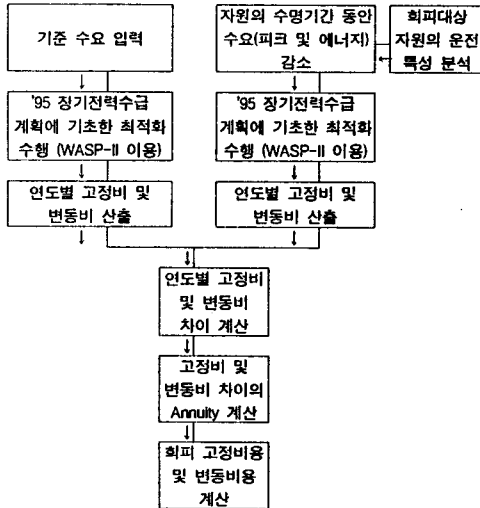 기준 수요 입력
자원의 수명기간 동안
수요(피크 및 에너지)
감소
회피대상
자원의 운전
특성 분석
'95 장기전력수급
계획에 기초한 최적화
수행 (WASP-II 이용)
'95 장기전력수급
계획에 기초한 최적화
수행 (WASP-II 이용)
연도별 고정비 및
변동비 산출
연도별 고정비 및
변동비 산출
연도별 고정비
및 변동비
차이 계산
고정비 및
변동비 차이의
Annuity 계산
회피 고정비용
및 변동비용
계산